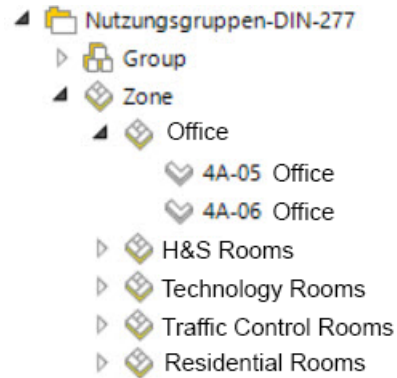 Nutzungsgruppen-DIN-277
Group
Zone
Office
4A-05 Office
4A-06 Office
H&S Rooms
Technology Rooms
Traffic Control Rooms
Residential Rooms